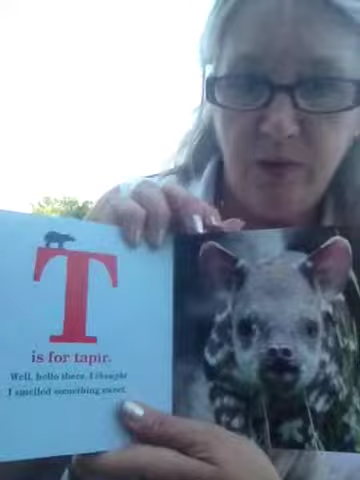 T
is for tapir.
Well, hello there. I thought
I smelled something sweet.